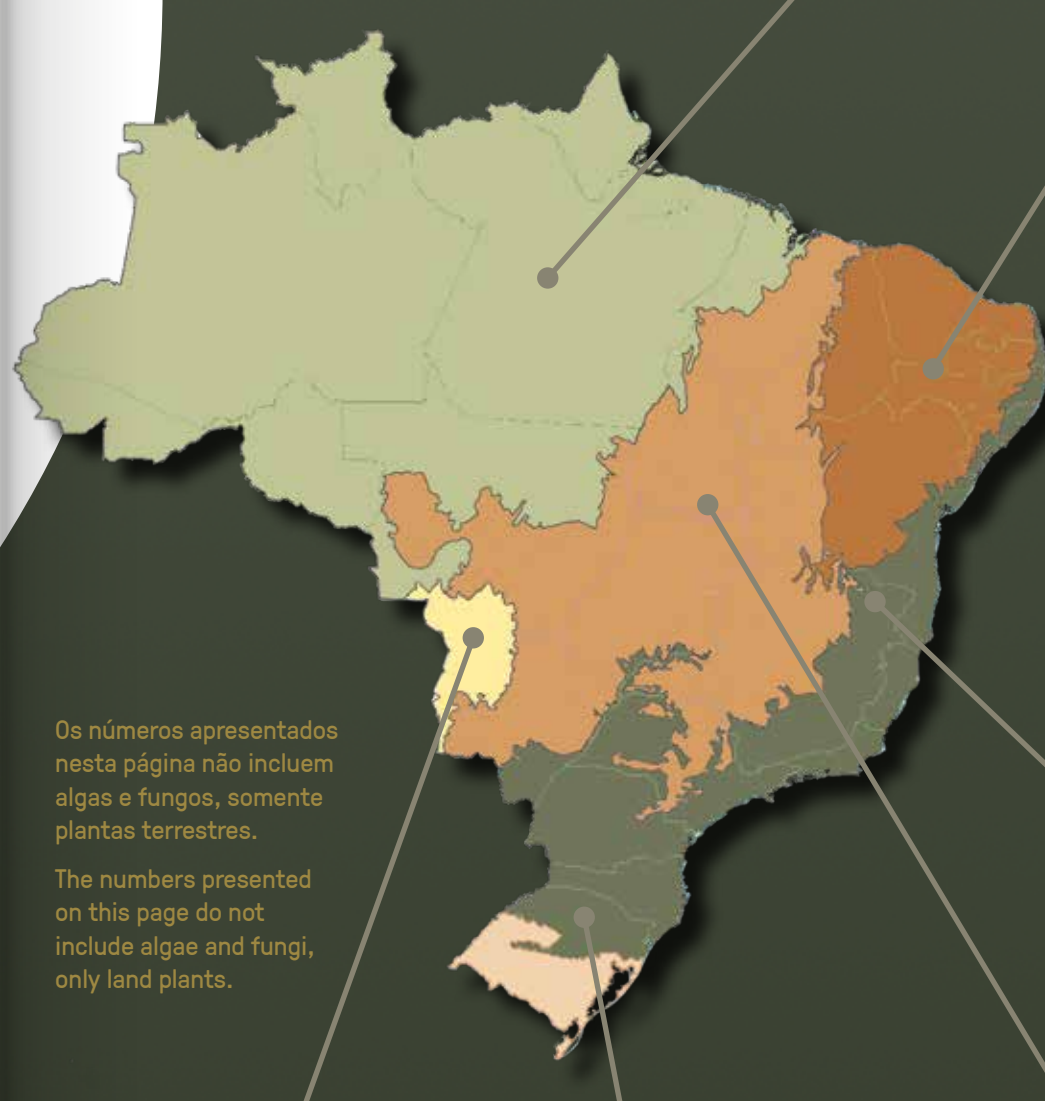 Os números apresentados
nesta página não incluem
algas e fungos, somente
plantas terrestres.
The numbers presented
on this page do not
include algae and fungi,
only land plants.